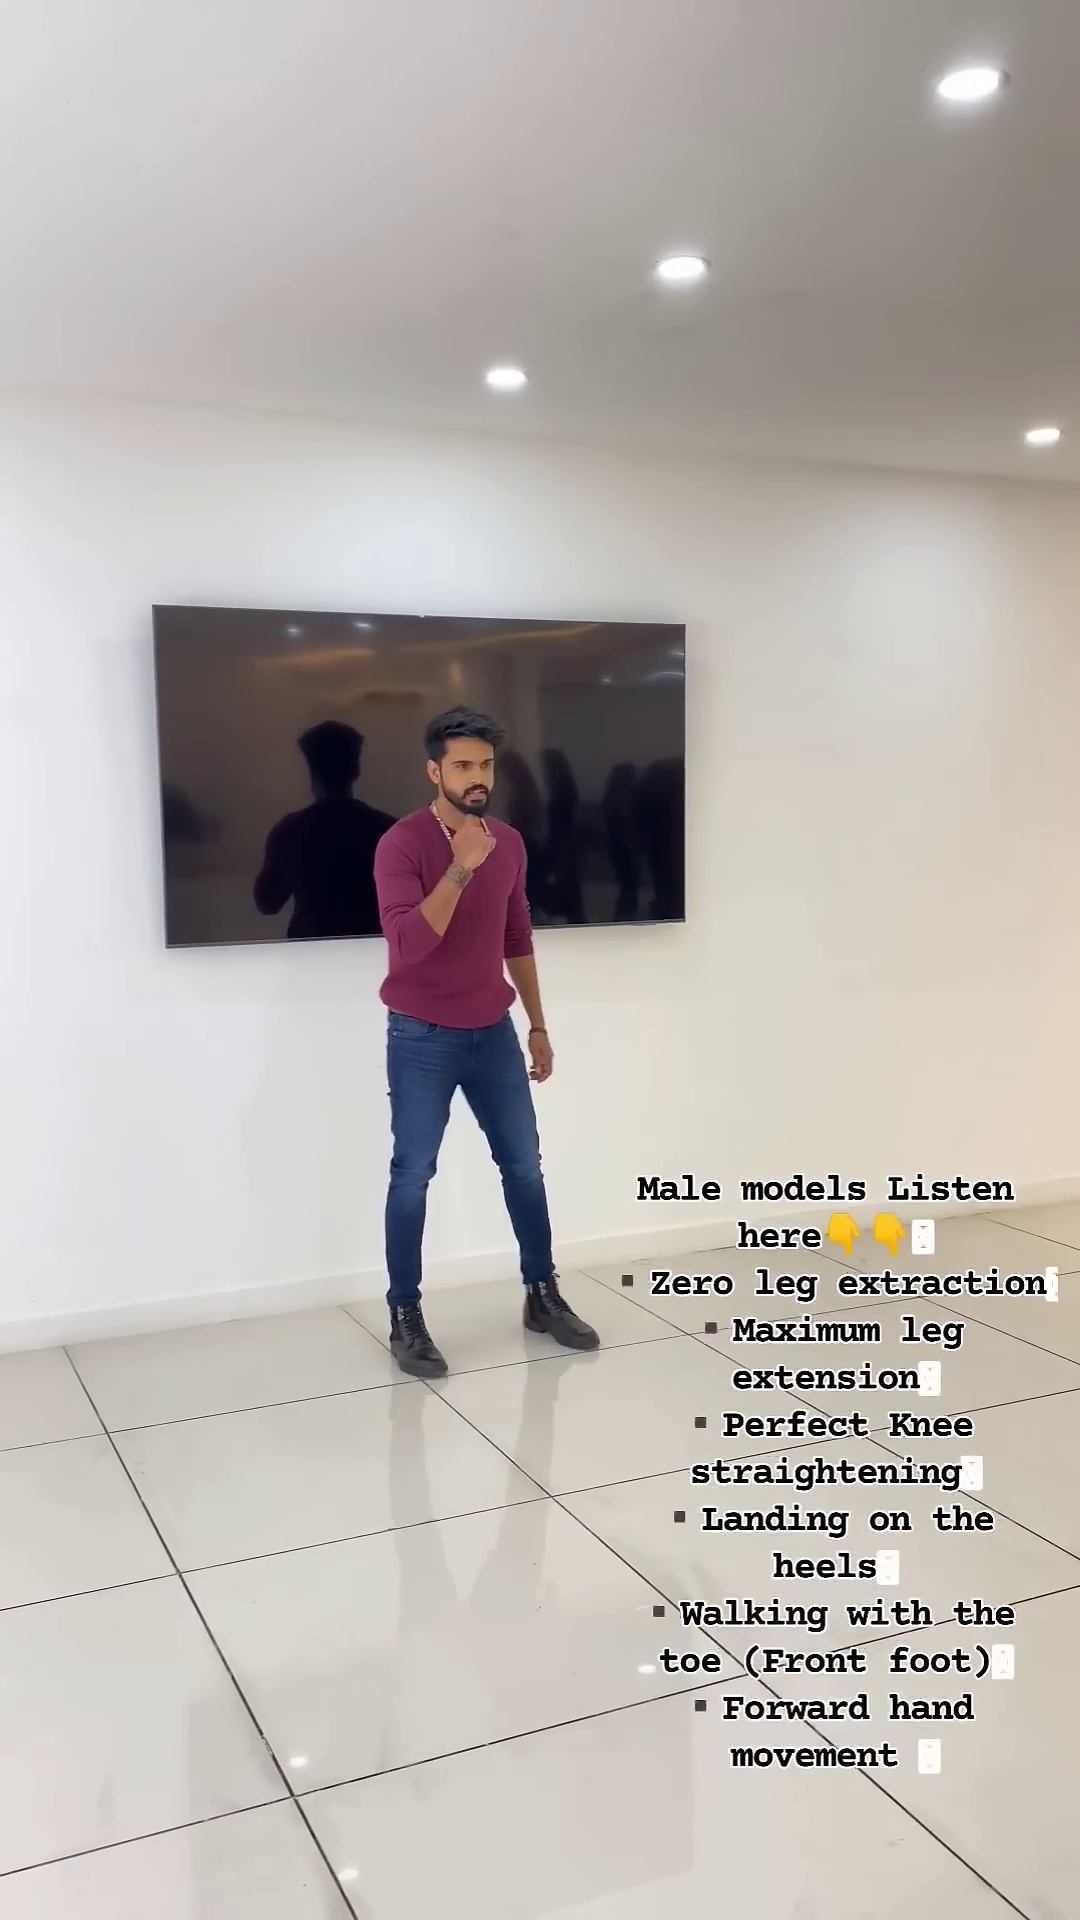 Male models Listen
here👇👇
▪ Zero leg extraction
▪ Maximum leg
extension
▪ Perfect Knee
straightening
▪ Landing on the
heels
▪ Walking with the
toe (Front foot)
▪ Forward hand
movement